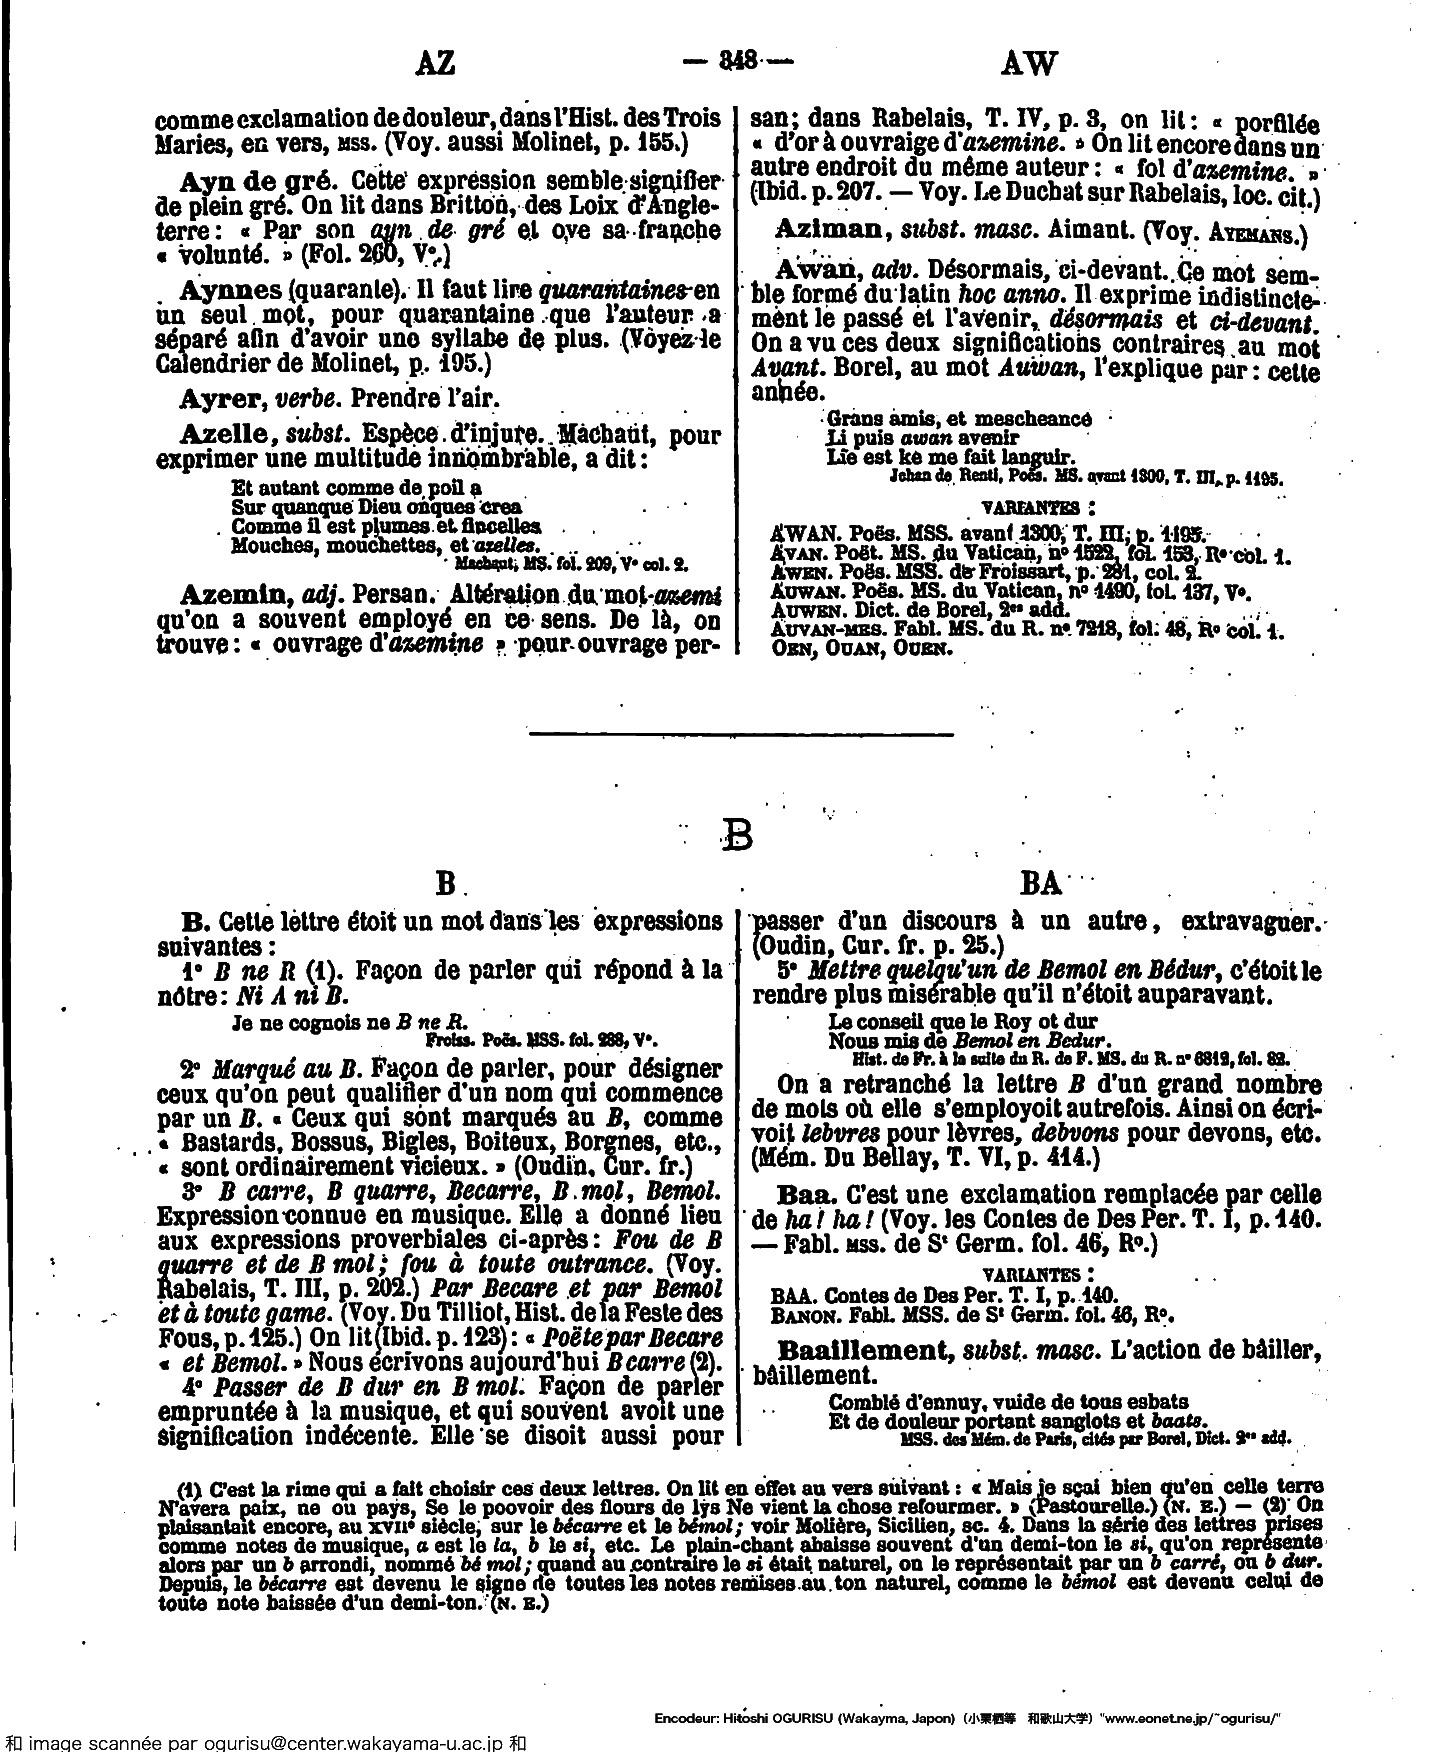 AZ — 348 — AW
comme exclamation de douleur, dans l'Hist. des Trois
Maries, en vers, MSS. (Voy. aussi Molinet, p. 155.)
Ayn de gré. Cette expression semble signifier
de plein gré. On lit dans Britton, des Loix d'Angle-
terre : « Par son ayn de gré et ove sa franche
« volunté. » (Fol. 260, V°.)
Aynnes (quarante). Il faut lire quarantaines en
un seul mot, pour quarantaine que l'auteur a
séparé afin d'avoir une syllabe de plus. (Voyez le
Calendrier de Molinet, p. 195.)
Ayrer, verbe. Prendre l'air.
Azelle, subst. Espèce d'injure. Machaut, pour
exprimer une multitude innombrable, a dit :
Et autant comme de poil a
Sur quanque Dieu onques crea
Comme il est plumes et fincelles
Mouches, mouchettes, et azelles.
Machaut, MS. fol. 209, V° col. 2.
Azemin, adj. Persan. Altération du mot azemi
qu'on a souvent employé en ce sens. De là, on
trouve : « ouvrage d'azemine » pour ouvrage per-
san; dans Rabelais, T. IV, p. 3, on lit : « porfilée
« d'or à ouvraige d'azemine. » On lit encore dans un
autre endroit du même auteur : « fol d'azemine. »
(Ibid. p. 207. — Voy. Le Duchat sur Rabelais, loc. cit.)
Aziman, subst. masc. Aimant. (Voy. AYEMANS.)
Awan, adv. Désormais, ci-devant. Ce mot sem-
ble formé du latin hoc anno. Il exprime indistincte-
ment le passé et l'avenir, désormais et ci-devant.
On a vu ces deux significations contraires au mot
Avant. Borel, au mot Auwan, l'explique par : cette
année.
Grans amis, et mescheance
Li puis awan avenir
Lie est ke me fait languir.
Jehan de Renti, Poës. MS. avant 1300, T. III, p. 1195.
VARIANTES :
AWAN. Poës. MSS. avant 1300, T. III, p. 1195.
AVAN. Poët. MS. du Vatican, n° 1522, fol. 153, R° col. 1.
AWEN. Poës. MSS. de Froissart, p. 281, col. 2.
AUWAN. Poës. MS. du Vatican, n° 1490, fol. 137, V°.
AUWEN. Dict. de Borel, 2es add.
AUVAN-MES. Fabl. MS. du R. n° 7218, fol. 46, R° col. 1.
OEN, OUAN, OUEN.
B
B
B. Cette lettre étoit un mot dans les expressions
suivantes :
1° B ne R (1). Façon de parler qui répond à la
nôtre : Ni A ni B.
Je ne cognois ne B ne R.
Froiss. Poës. MSS. fol. 288, V°.
2° Marqué au B. Façon de parler, pour désigner
ceux qu'on peut qualifier d'un nom qui commence
par un B. « Ceux qui sont marqués au B, comme
« Bastards, Bossus, Bigles, Boiteux, Borgnes, etc.,
« sont ordinairement vicieux. » (Oudin, Cur. fr.)
3° B carre, B quarre, Becarre, B mol, Bemol.
Expression connue en musique. Elle a donné lieu
aux expressions proverbiales ci-après : Fou de B
quarre et de B mol; fou à toute outrance. (Voy.
Rabelais, T. III, p. 202.) Par Becare et par Bemol
et à toute game. (Voy. Du Tilliot, Hist. de la Feste des
Fous, p. 125.) On lit (Ibid. p. 123) : « Poëte par Becare
« et Bemol. » Nous écrivons aujourd'hui B carre (2).
4° Passer de B dur en B mol. Façon de parler
empruntée à la musique, et qui souvent avoit une
signification indécente. Elle se disoit aussi pour
BA
passer d'un discours à un autre, extravaguer.
(Oudin, Cur. fr. p. 25.)
5° Mettre quelqu'un de Bemol en Bédur, c'étoit le
rendre plus misérable qu'il n'étoit auparavant.
Le conseil que le Roy ot dur
Nous mis de Bemol en Bedur.
Hist. de Fr. à la suite du R. de F. MS. du R. n° 6812, fol. 82.
On a retranché la lettre B d'un grand nombre
de mots où elle s'employoit autrefois. Ainsi on écri-
voit lebvres pour lèvres, debvons pour devons, etc.
(Mém. Du Bellay, T. VI, p. 414.)
Baa. C'est une exclamation remplacée par celle
de ha! ha! (Voy. les Contes de Des Per. T. I, p. 140.
— Fabl. MSS. de St Germ. fol. 46, R°.)
VARIANTES :
BAA. Contes de Des Per. T. I, p. 140.
BANON. Fabl. MSS. de St Germ. fol. 46, R°.
Baaillement, subst. masc. L'action de bâiller,
bâillement.
Comblé d'ennuy, vuide de tous esbats
Et de douleur portant sanglots et baats.
MSS. des Mém. de Paris, cités par Borel, Dict. 2es add.
(1) C'est la rime qui a fait choisir ces deux lettres. On lit en effet au vers suivant : « Mais je sçai bien qu'en celle terre
N'avera paix, ne ou pays, Se le poovoir des flours de lys Ne vient la chose refourmer. » (Pastourelle.) (N. E.) — (2) On
plaisantait encore, au XVIIe siècle, sur le bécarre et le bémol; voir Molière, Sicilien, sc. 4. Dans la série des lettres prises
comme notes de musique, a est le la, b le si, etc. Le plain-chant abaisse souvent d'un demi-ton le si, qu'on représente
alors par un b arrondi, nommé bé mol; quand au contraire le si était naturel, on le représentait par un b carré, ou b dur.
Depuis, le bécarre est devenu le signe de toutes les notes remises au ton naturel, comme le bémol est devenu celui de
toute note baissée d'un demi-ton. (N. E.)
Encodeur: Hitoshi OGURISU (Wakayma, Japon) (小栗栖等 和歌山大学) "www.eonet.ne.jp/~ogurisu/"
和 image scannée par ogurisu@center.wakayama-u.ac.jp 和